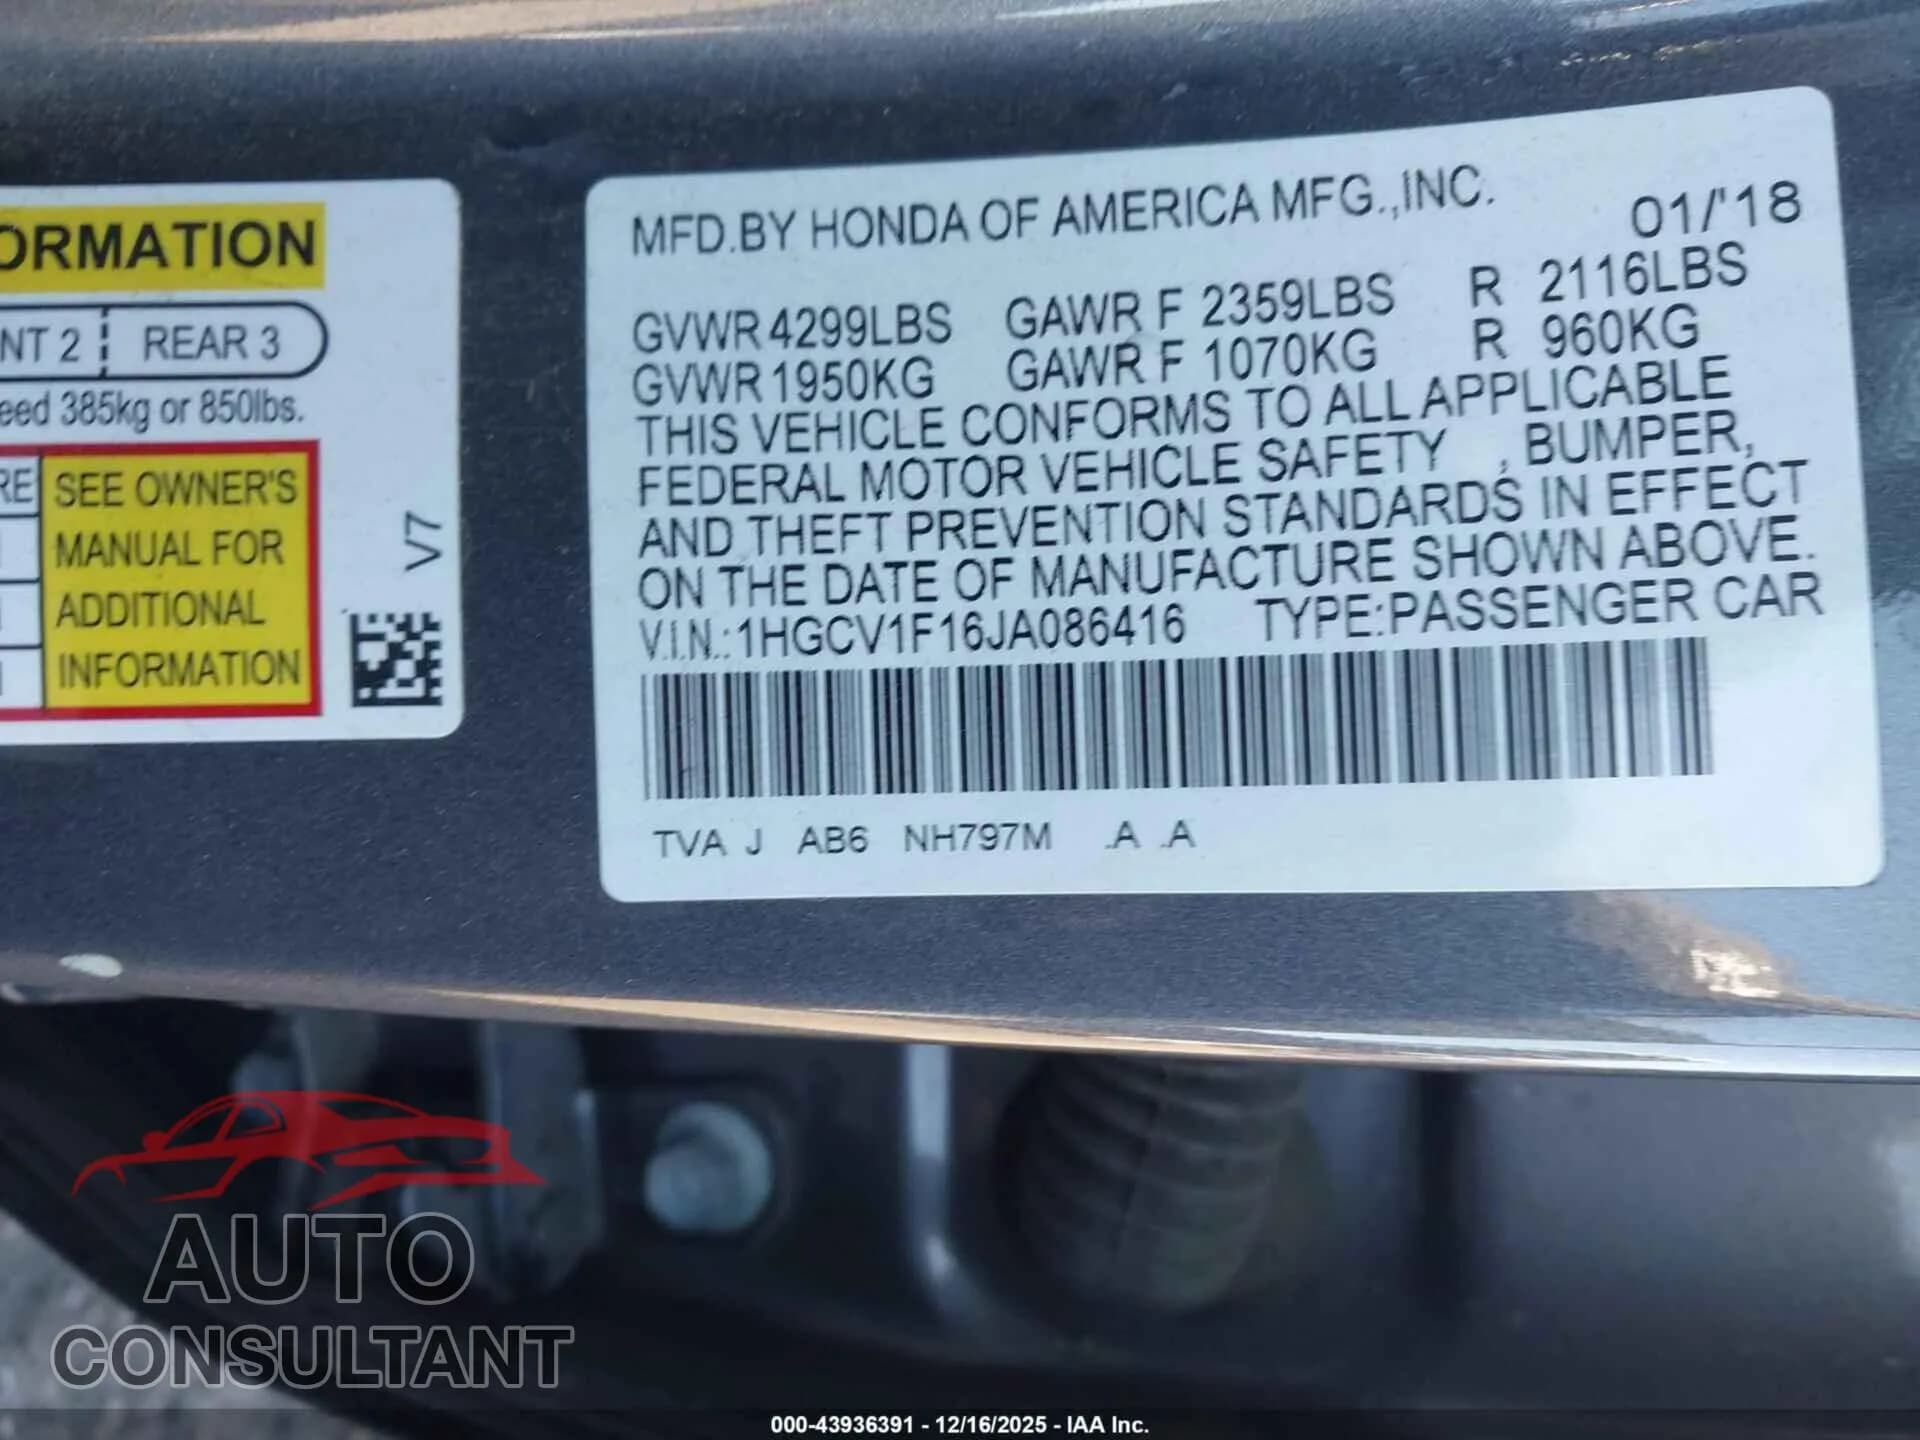 ORMATION
NT 2 REAR 3
eed 385kg or 850lbs.
RE
SEE OWNER'S
MANUAL FOR
ADDITIONAL
INFORMATION
V7
MFD.BY HONDA OF AMERICA MFG.,INC. 01/'18
GVWR 4299LBS GAWR F 2359LBS R 2116LBS
GVWR 1950KG GAWR F 1070KG R 960KG
THIS VEHICLE CONFORMS TO ALL APPLICABLE
FEDERAL MOTOR VEHICLE SAFETY , BUMPER,
AND THEFT PREVENTION STANDARDS IN EFFECT
ON THE DATE OF MANUFACTURE SHOWN ABOVE.
V.I.N.:1HGCV1F16JA086416 TYPE:PASSENGER CAR
TVA J AB6 NH797M .A .A
AUTO
CONSULTANT
000-43936391 - 12/16/2025 - IAA Inc.